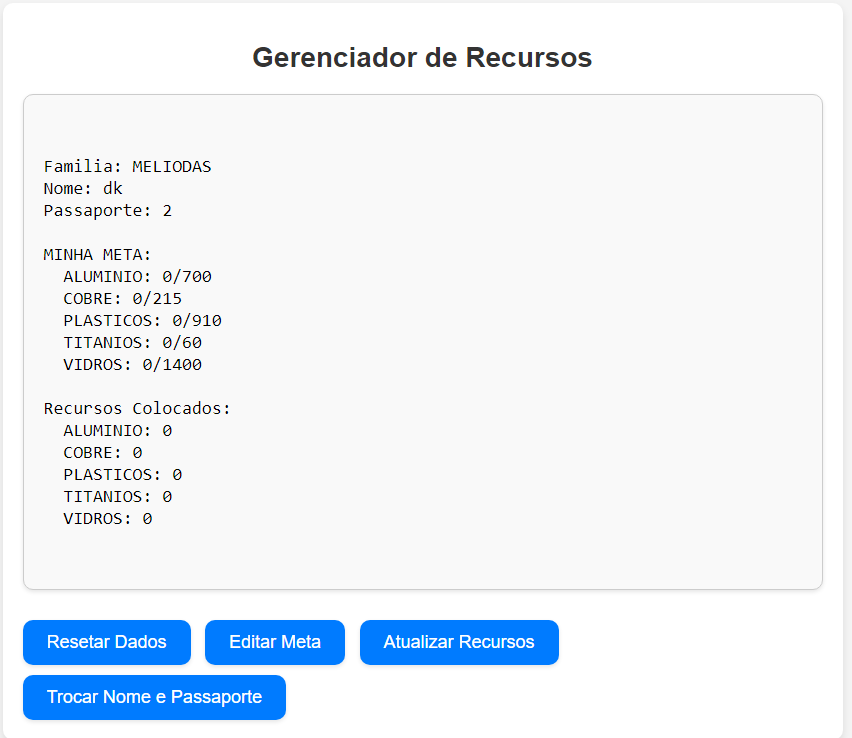 Gerenciador de Recursos
Familia: MELIODAS
Nome: dk
Passaporte: 2
MINHA META:
ALUMINIO: 0/700
COBRE: 0/215
PLASTICOS: 0/910
TITANIOS: 0/60
VIDROS: 0/1400
Recursos Colocados:
ALUMINIO: 0
COBRE: 0
PLASTICOS: 0
TITANIOS: 0
VIDROS: 0
Resetar Dados
Editar Meta
Atualizar Recursos
Trocar Nome e Passaporte